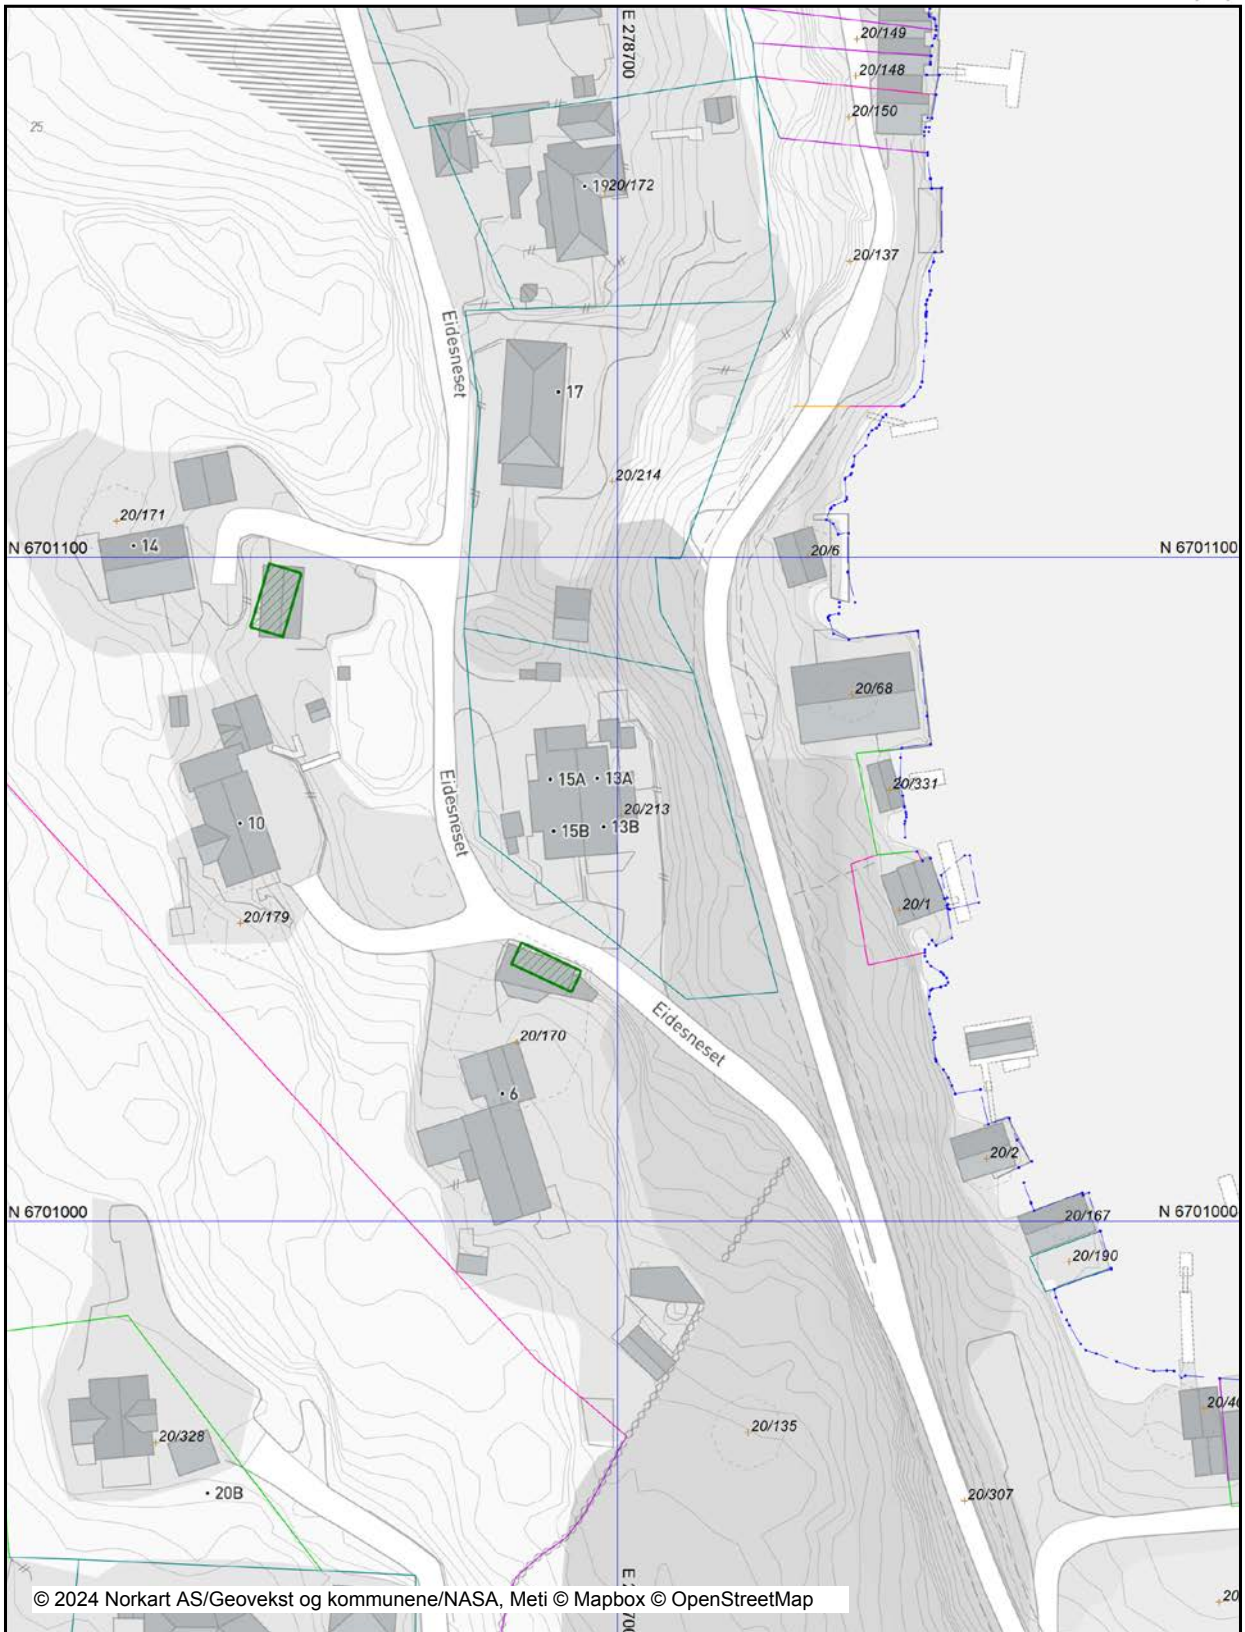 20/149
E 278700
20/148
20/150
25
19
20/172
20/137
Eidesneset
17
20/214
20/171
14
N 6701100
20/6
N 6701100
20/68
Eidesneset
15A
13A
20/331
20/213
10
15B
13B
20/1
20/179
Eidesneset
20/170
6
20/2
N 6701000
20/167
N 6701000
20/190
20/328
20/135
20B
20/307
© 2024 Norkart AS/Geovekst og kommunene/NASA, Meti © Mapbox © OpenStreetMap